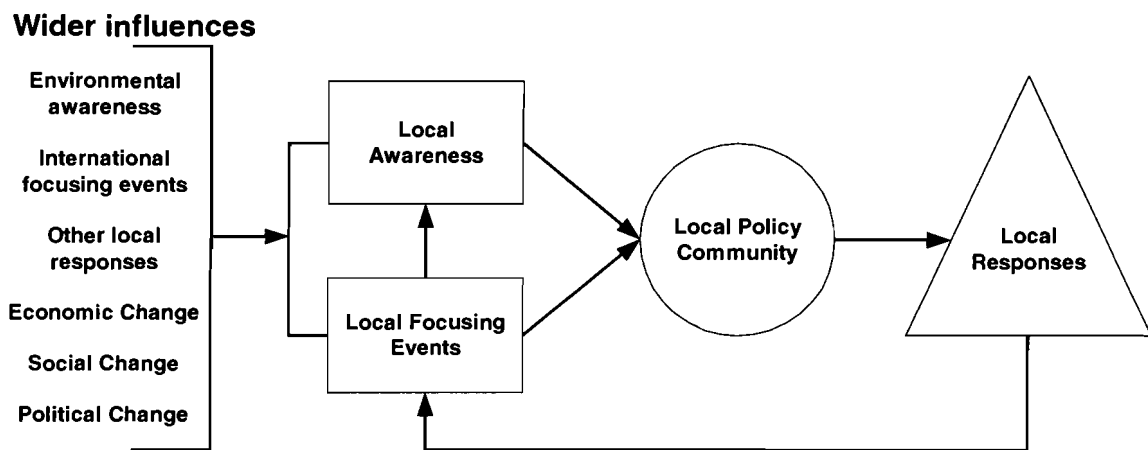 Wider influences
Environmental
awareness
International
focusing events
Other local
responses
Economic Change
Social Change
Political Change
Local
Awareness
Local Focusing
Events
Local Policy
Community
Local
Responses